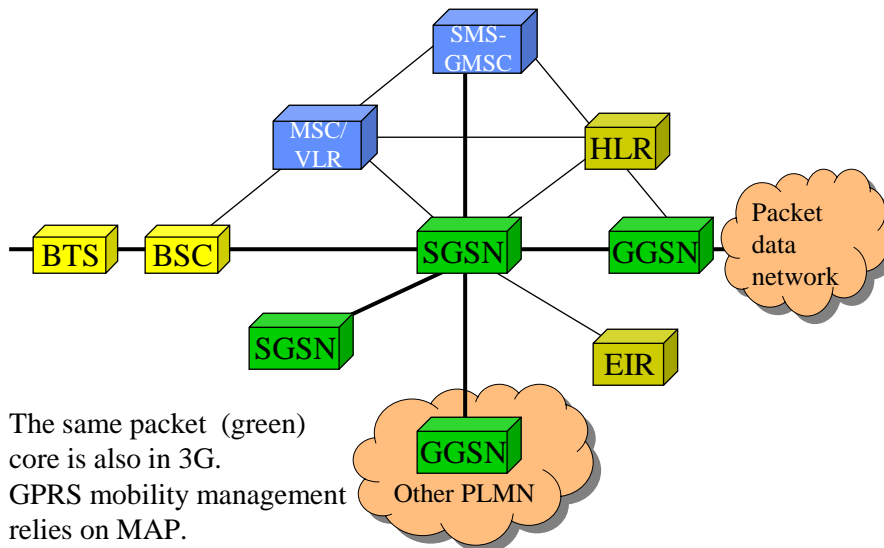 SMS-
GMSC
MSC/
VLR
HLR
Packet
data
network
BTS
BSC
SGSN
GGSN
SGSN
EIR
The same packet (green)
core is also in 3G.
GPRS mobility management
relies on MAP.
GGSN
Other PLMN